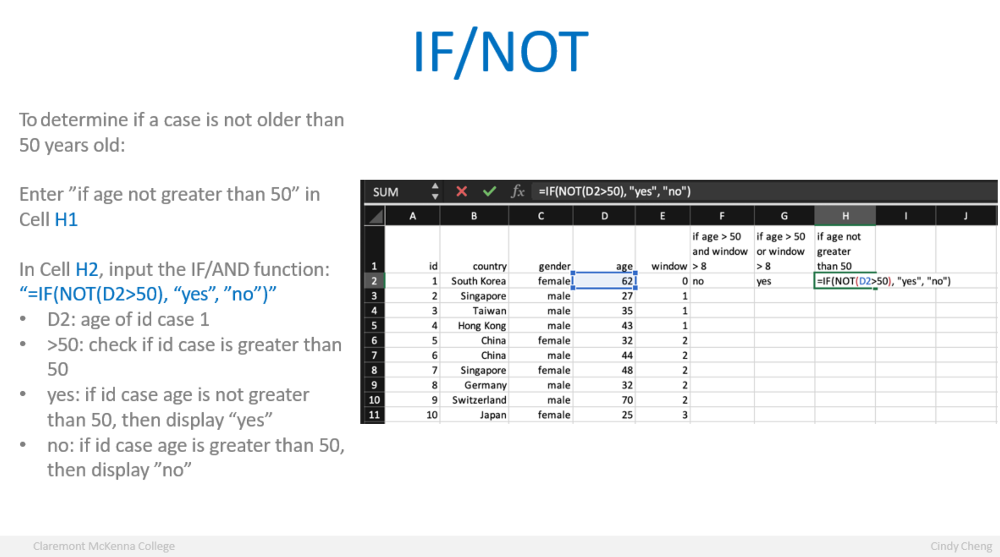 IF/NOT
To determine if a case is not older than
50 years old:
Enter ”if age not greater than 50” in
Cell H1
In Cell H2, input the IF/AND function:
“=IF(NOT(D2>50), “yes”, ”no”)”
• D2: age of id case 1
• >50: check if id case is greater than
50
• yes: if id case age is not greater
than 50, then display “yes”
• no: if id case age is greater than 50,
then display ”no”
SUM fx =IF(NOT(D2>50), "yes", "no")
A B C D E F G H I J
if age > 50 if age > 50 if age not
and window or window greater
1 id country gender age window > 8 > 8 than 50
2 1 South Korea female 62 0 no yes =IF(NOT(D2>50), "yes", "no")
3 2 Singapore male 27 1
4 3 Taiwan male 35 1
5 4 Hong Kong male 43 1
6 5 China female 32 2
7 6 China male 44 2
8 7 Singapore female 48 2
9 8 Germany male 32 2
10 9 Switzerland male 70 2
11 10 Japan female 25 3
Claremont McKenna College
Cindy Cheng